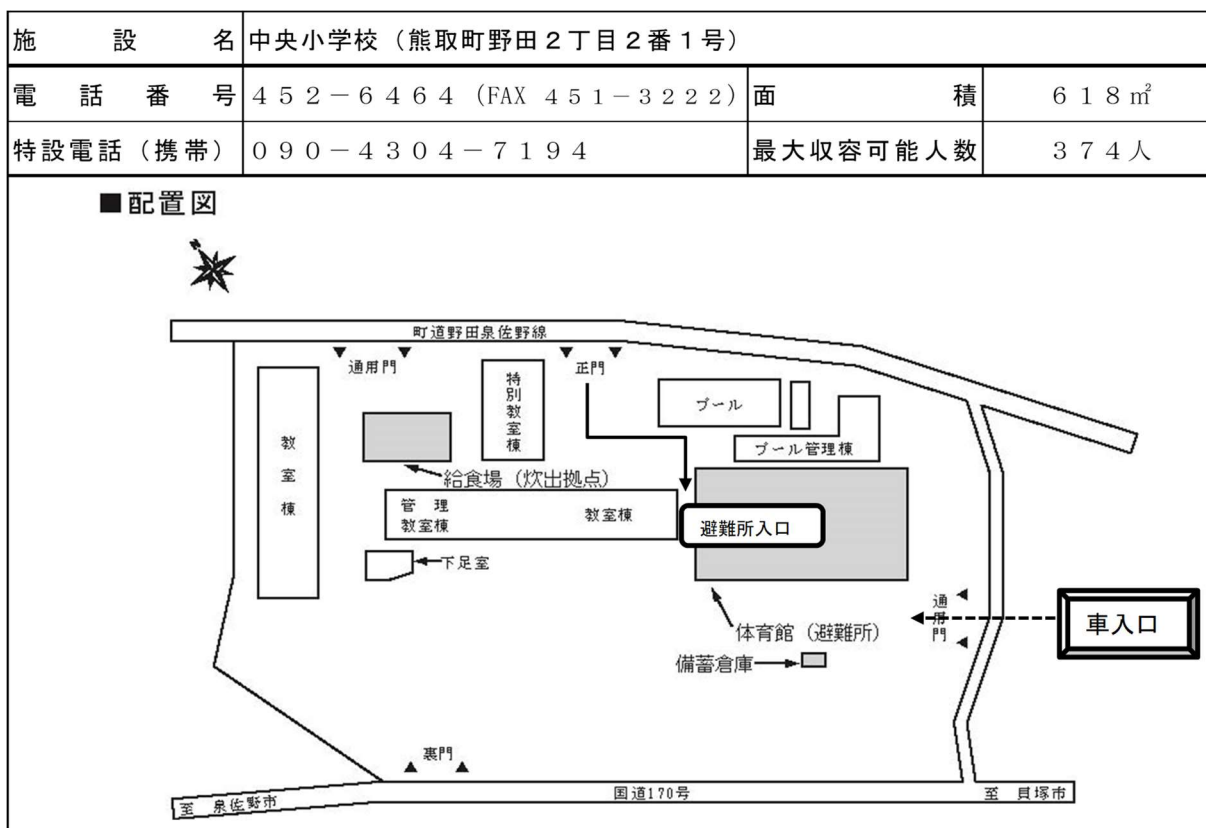 施設名 中央小学校（熊取町野田２丁目２番１号）
電話番号 ４５２－６４６４（FAX ４５１－３２２２） 面積 ６１８㎡
特設電話（携帯） ０９０－４３０４－７１９４ 最大収容可能人数 ３７４人
■配置図
N
町道野田泉佐野線
通用門
正門
特別教室棟
プール
教室棟
プール管理棟
給食場（炊出拠点）
管理
教室棟
教室棟
避難所入口
下足室
通用門
車入口
体育館（避難所）
備蓄倉庫
裏門
国道170号
至 泉佐野市
至 貝塚市